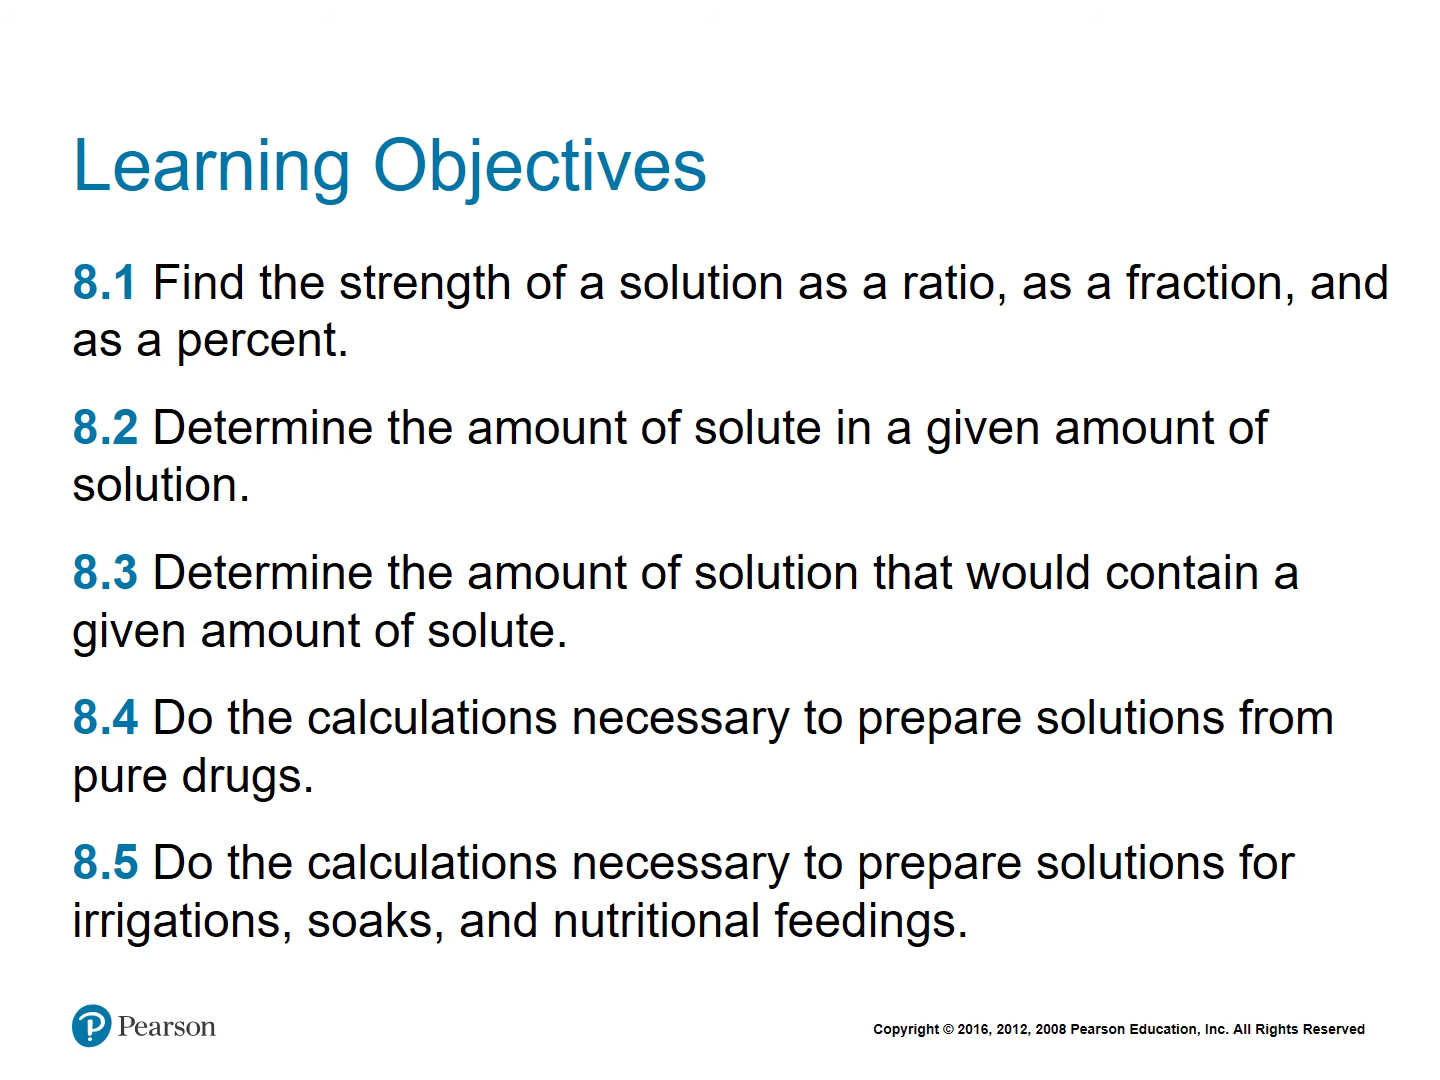 Learning Objectives
8.1 Find the strength of a solution as a ratio, as a fraction, and
as a percent.
8.2 Determine the amount of solute in a given amount of
solution.
8.3 Determine the amount of solution that would contain a
given amount of solute.
8.4 Do the calculations necessary to prepare solutions from
pure drugs.
8.5 Do the calculations necessary to prepare solutions for
irrigations, soaks, and nutritional feedings.
Pearson
Copyright © 2016, 2012, 2008 Pearson Education, Inc. All Rights Reserved